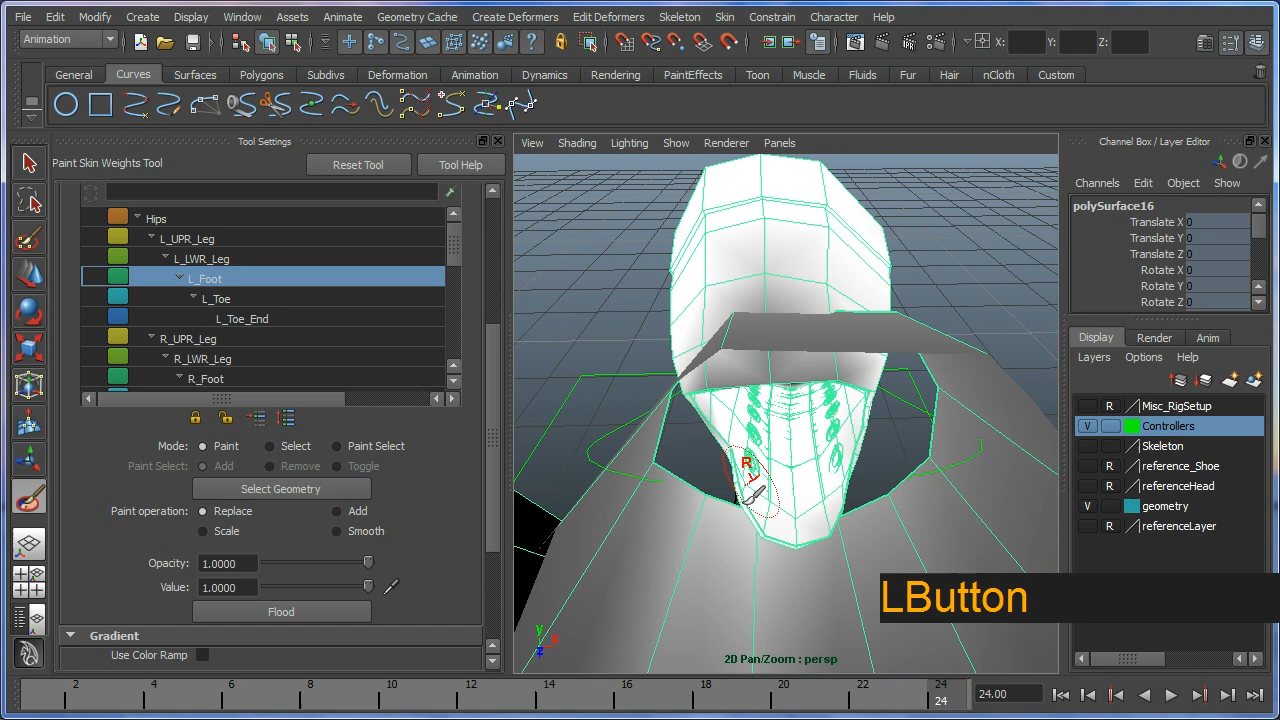 File Edit Modify Create Display Window Assets Animate Geometry Cache Create Deformers Edit Deformers Skeleton Skin Constrain Character Help
Animation X: Y: Z:
General Curves Surfaces Polygons Subdivs Deformation Animation Dynamics Rendering PaintEffects Toon Muscle Fluids Fur Hair nCloth Custom
Tool Settings
Paint Skin Weights Tool Reset Tool Tool Help
Hips
L_UPR_Leg
L_LWR_Leg
L_Foot
L_Toe
L_Toe_End
R_UPR_Leg
R_LWR_Leg
R_Foot
Mode: Paint Select Paint Select
Paint Select: Add Remove Toggle
Select Geometry
Paint operation: Replace Add
Scale Smooth
Opacity: 1.0000
Value: 1.0000
Flood
Gradient
Use Color Ramp
View Shading Lighting Show Renderer Panels
R
y
x
z
2D Pan/Zoom : persp
LButton
Channel Box / Layer Editor
Channels Edit Object Show
polySurface16
Translate X 0
Translate Y 0
Translate Z 0
Rotate X 0
Rotate Y 0
Rotate Z 0
Display Render Anim
Layers Options Help
R Misc_RigSetup
V Controllers
Skeleton
R reference_Shoe
R referenceHead
V geometry
R referenceLayer
2 4 6 8 10 12 14 16 18 20 22 24
24
24.00